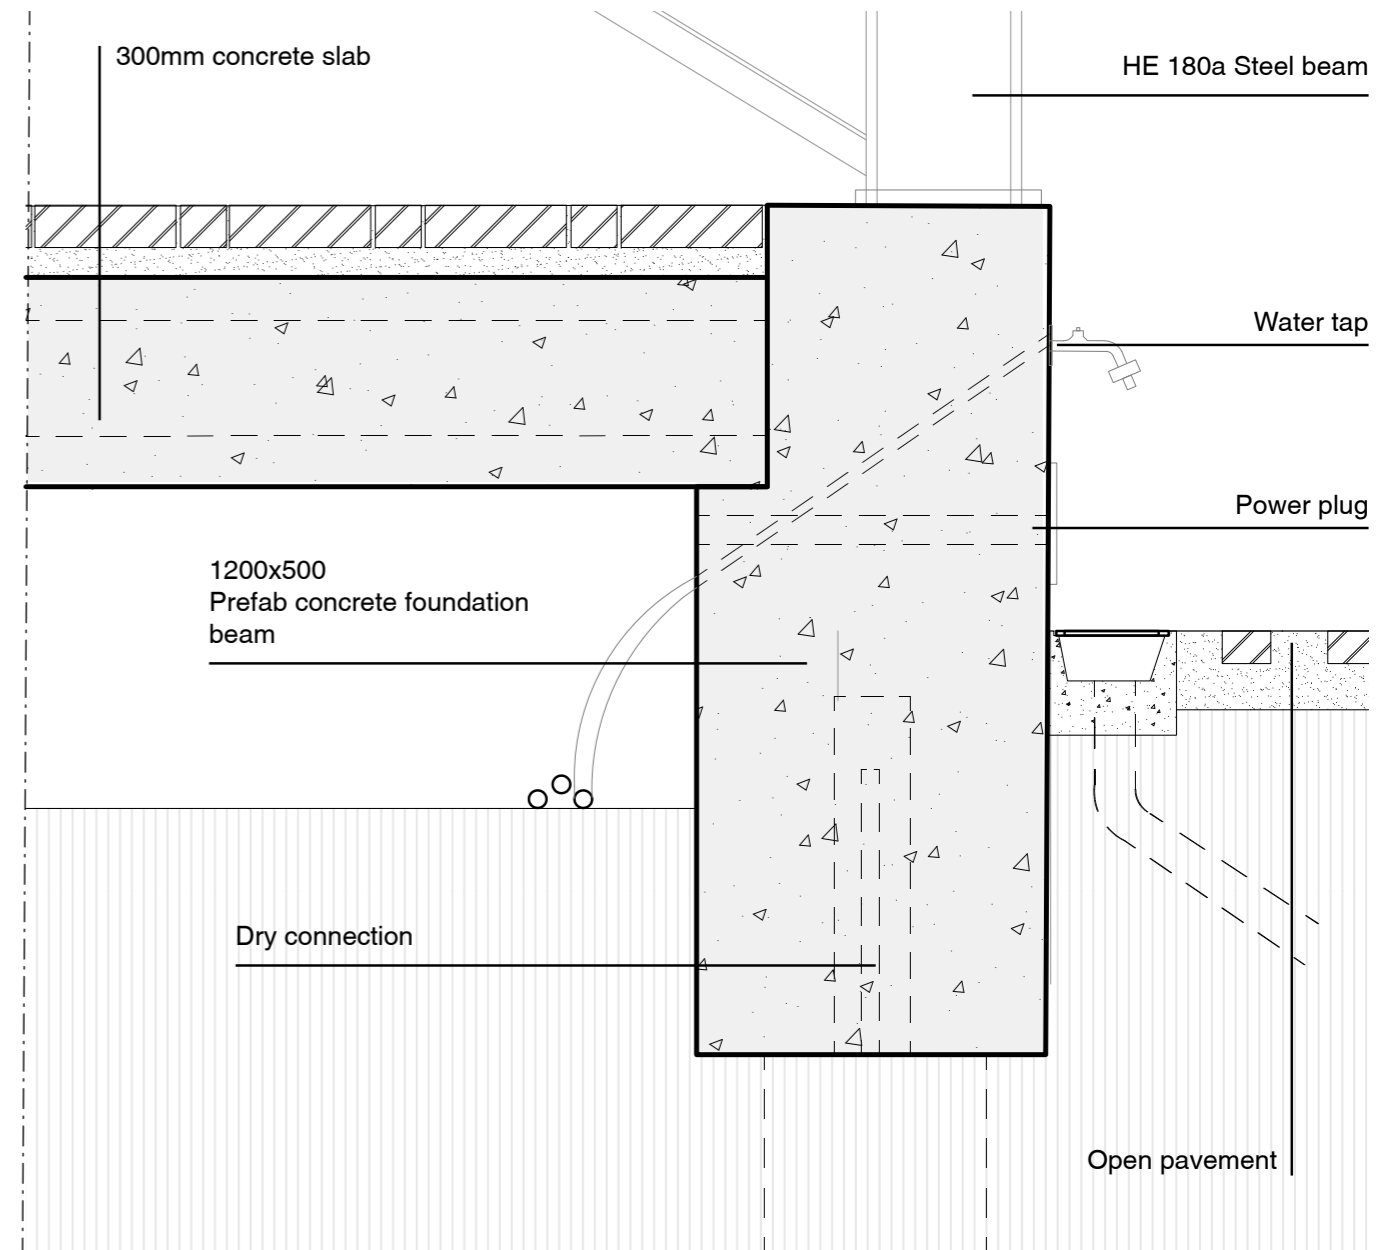 300mm concrete slab
HE 180a Steel beam
Water tap
Power plug
1200x500
Prefab concrete foundation
beam
Dry connection
Open pavement